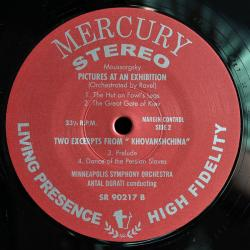 MERCURY
STEREO
Moussorgsky
PICTURES AT AN EXHIBITION
(Orchestrated by Ravel)
1. The Hut on Fowl's Legs
2. The Great Gate of Kiev
33⅓ R.P.M.
MARGIN CONTROL
SIDE 2
TWO EXCERPTS FROM "KHOVANSHCHINA"
3. Prelude
4. Dance of the Persian Slaves
MINNEAPOLIS SYMPHONY ORCHESTRA
ANTAL DORATI conducting
SR 90217 B
LIVING PRESENCE
HIGH FIDELITY